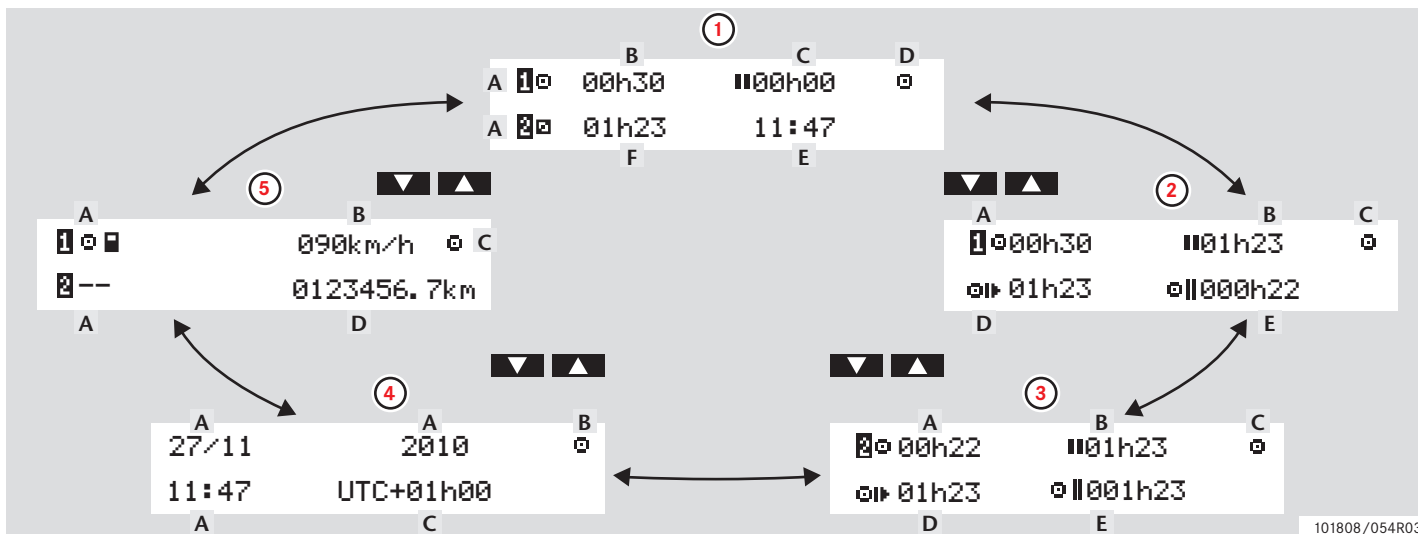 1
B C D
A 1 00h30 00h00
A 2 01h23 11:47
F E
5
A B
1 090km/h C
2 -- 0123456.7km
A D
2
A B C
1 00h30 01h23
01h23 000h22
D E
4
A A B
27/11 2010
11:47 UTC+01h00
A C
3
A B C
2 00h22 01h23
01h23 001h23
D E
101808/054R03